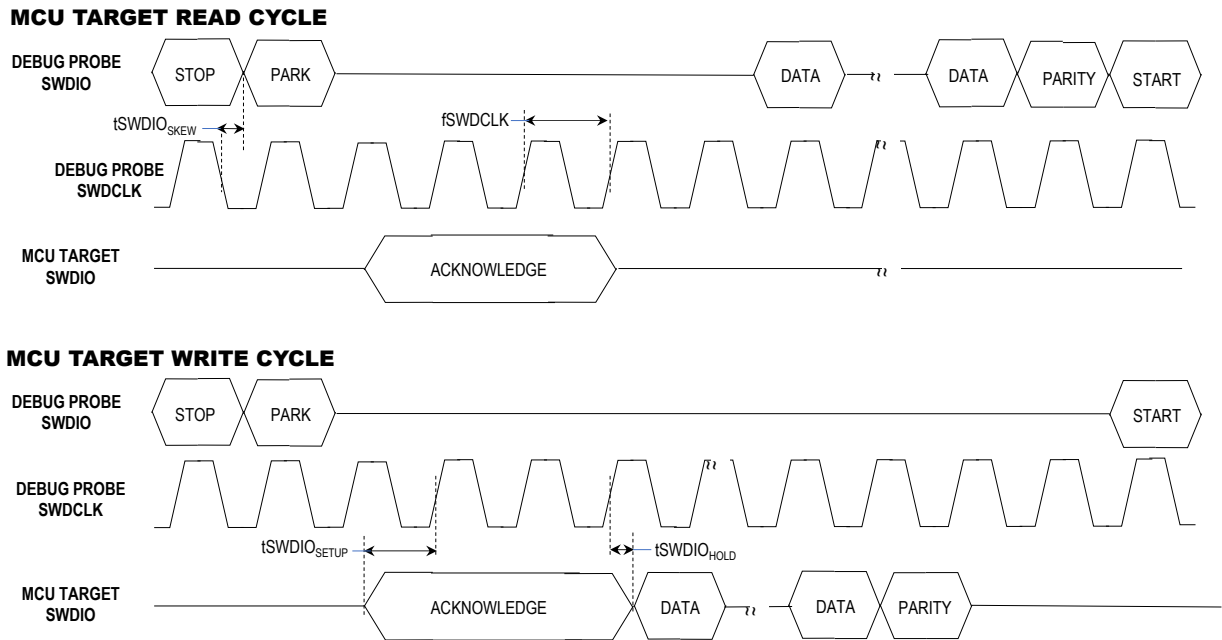 MCU TARGET READ CYCLE
DEBUG PROBE
SWDIO
STOP
PARK
DATA
DATA
PARITY
START
tSWDIOSKEW
fSWDCLK
DEBUG PROBE
SWDCLK
MCU TARGET
SWDIO
ACKNOWLEDGE
MCU TARGET WRITE CYCLE
DEBUG PROBE
SWDIO
STOP
PARK
START
DEBUG PROBE
SWDCLK
tSWDIOSETUP
tSWDIOHOLD
MCU TARGET
SWDIO
ACKNOWLEDGE
DATA
DATA
PARITY